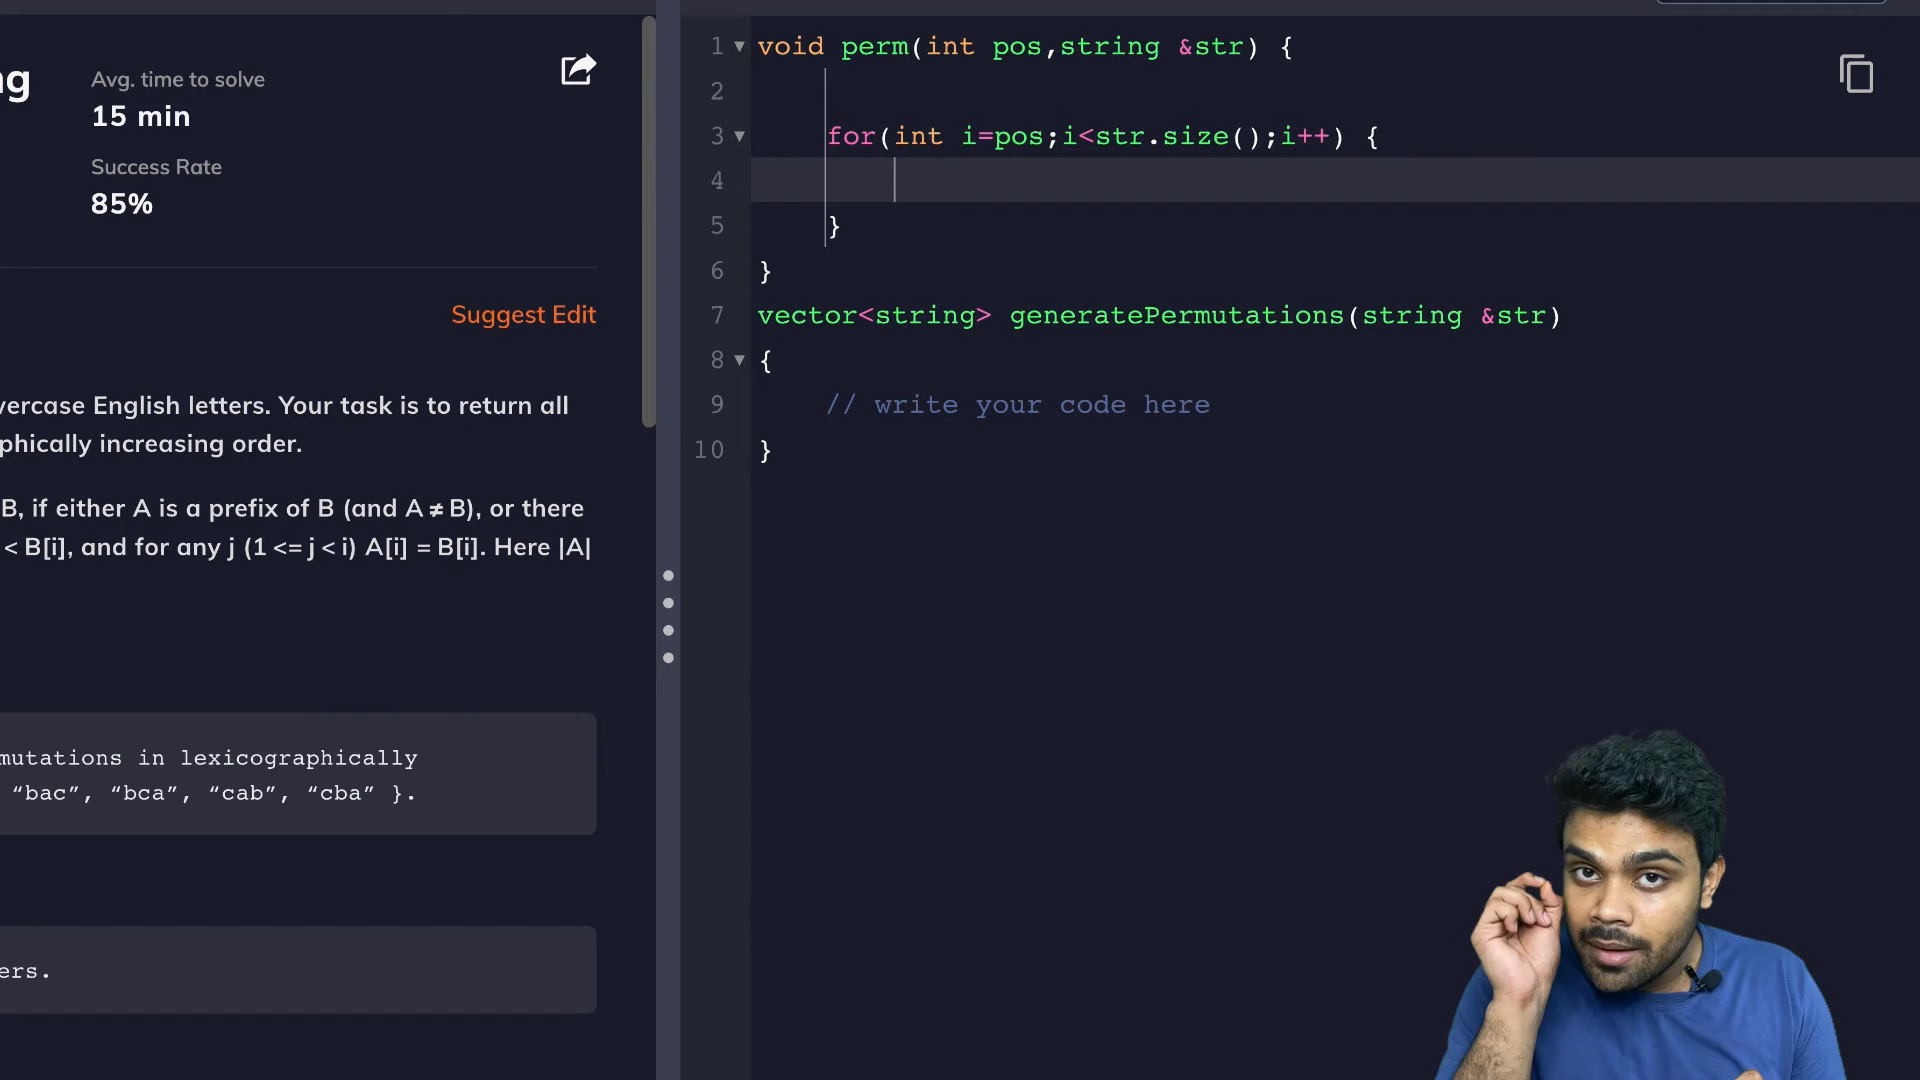 ng
Avg. time to solve
15 min
Success Rate
85%
Suggest Edit
vercase English letters. Your task is to return all
phically increasing order.
B, if either A is a prefix of B (and A ≠ B), or there
< B[i], and for any j (1 <= j < i) A[i] = B[i]. Here |A|
mutations in lexicographically
“bac”, “bca”, “cab”, “cba” }.
ers.
1 void perm(int pos,string &str) {
2
3 for(int i=pos;i<str.size();i++) {
4
5 }
6 }
7 vector<string> generatePermutations(string &str)
8 {
9 // write your code here
10 }